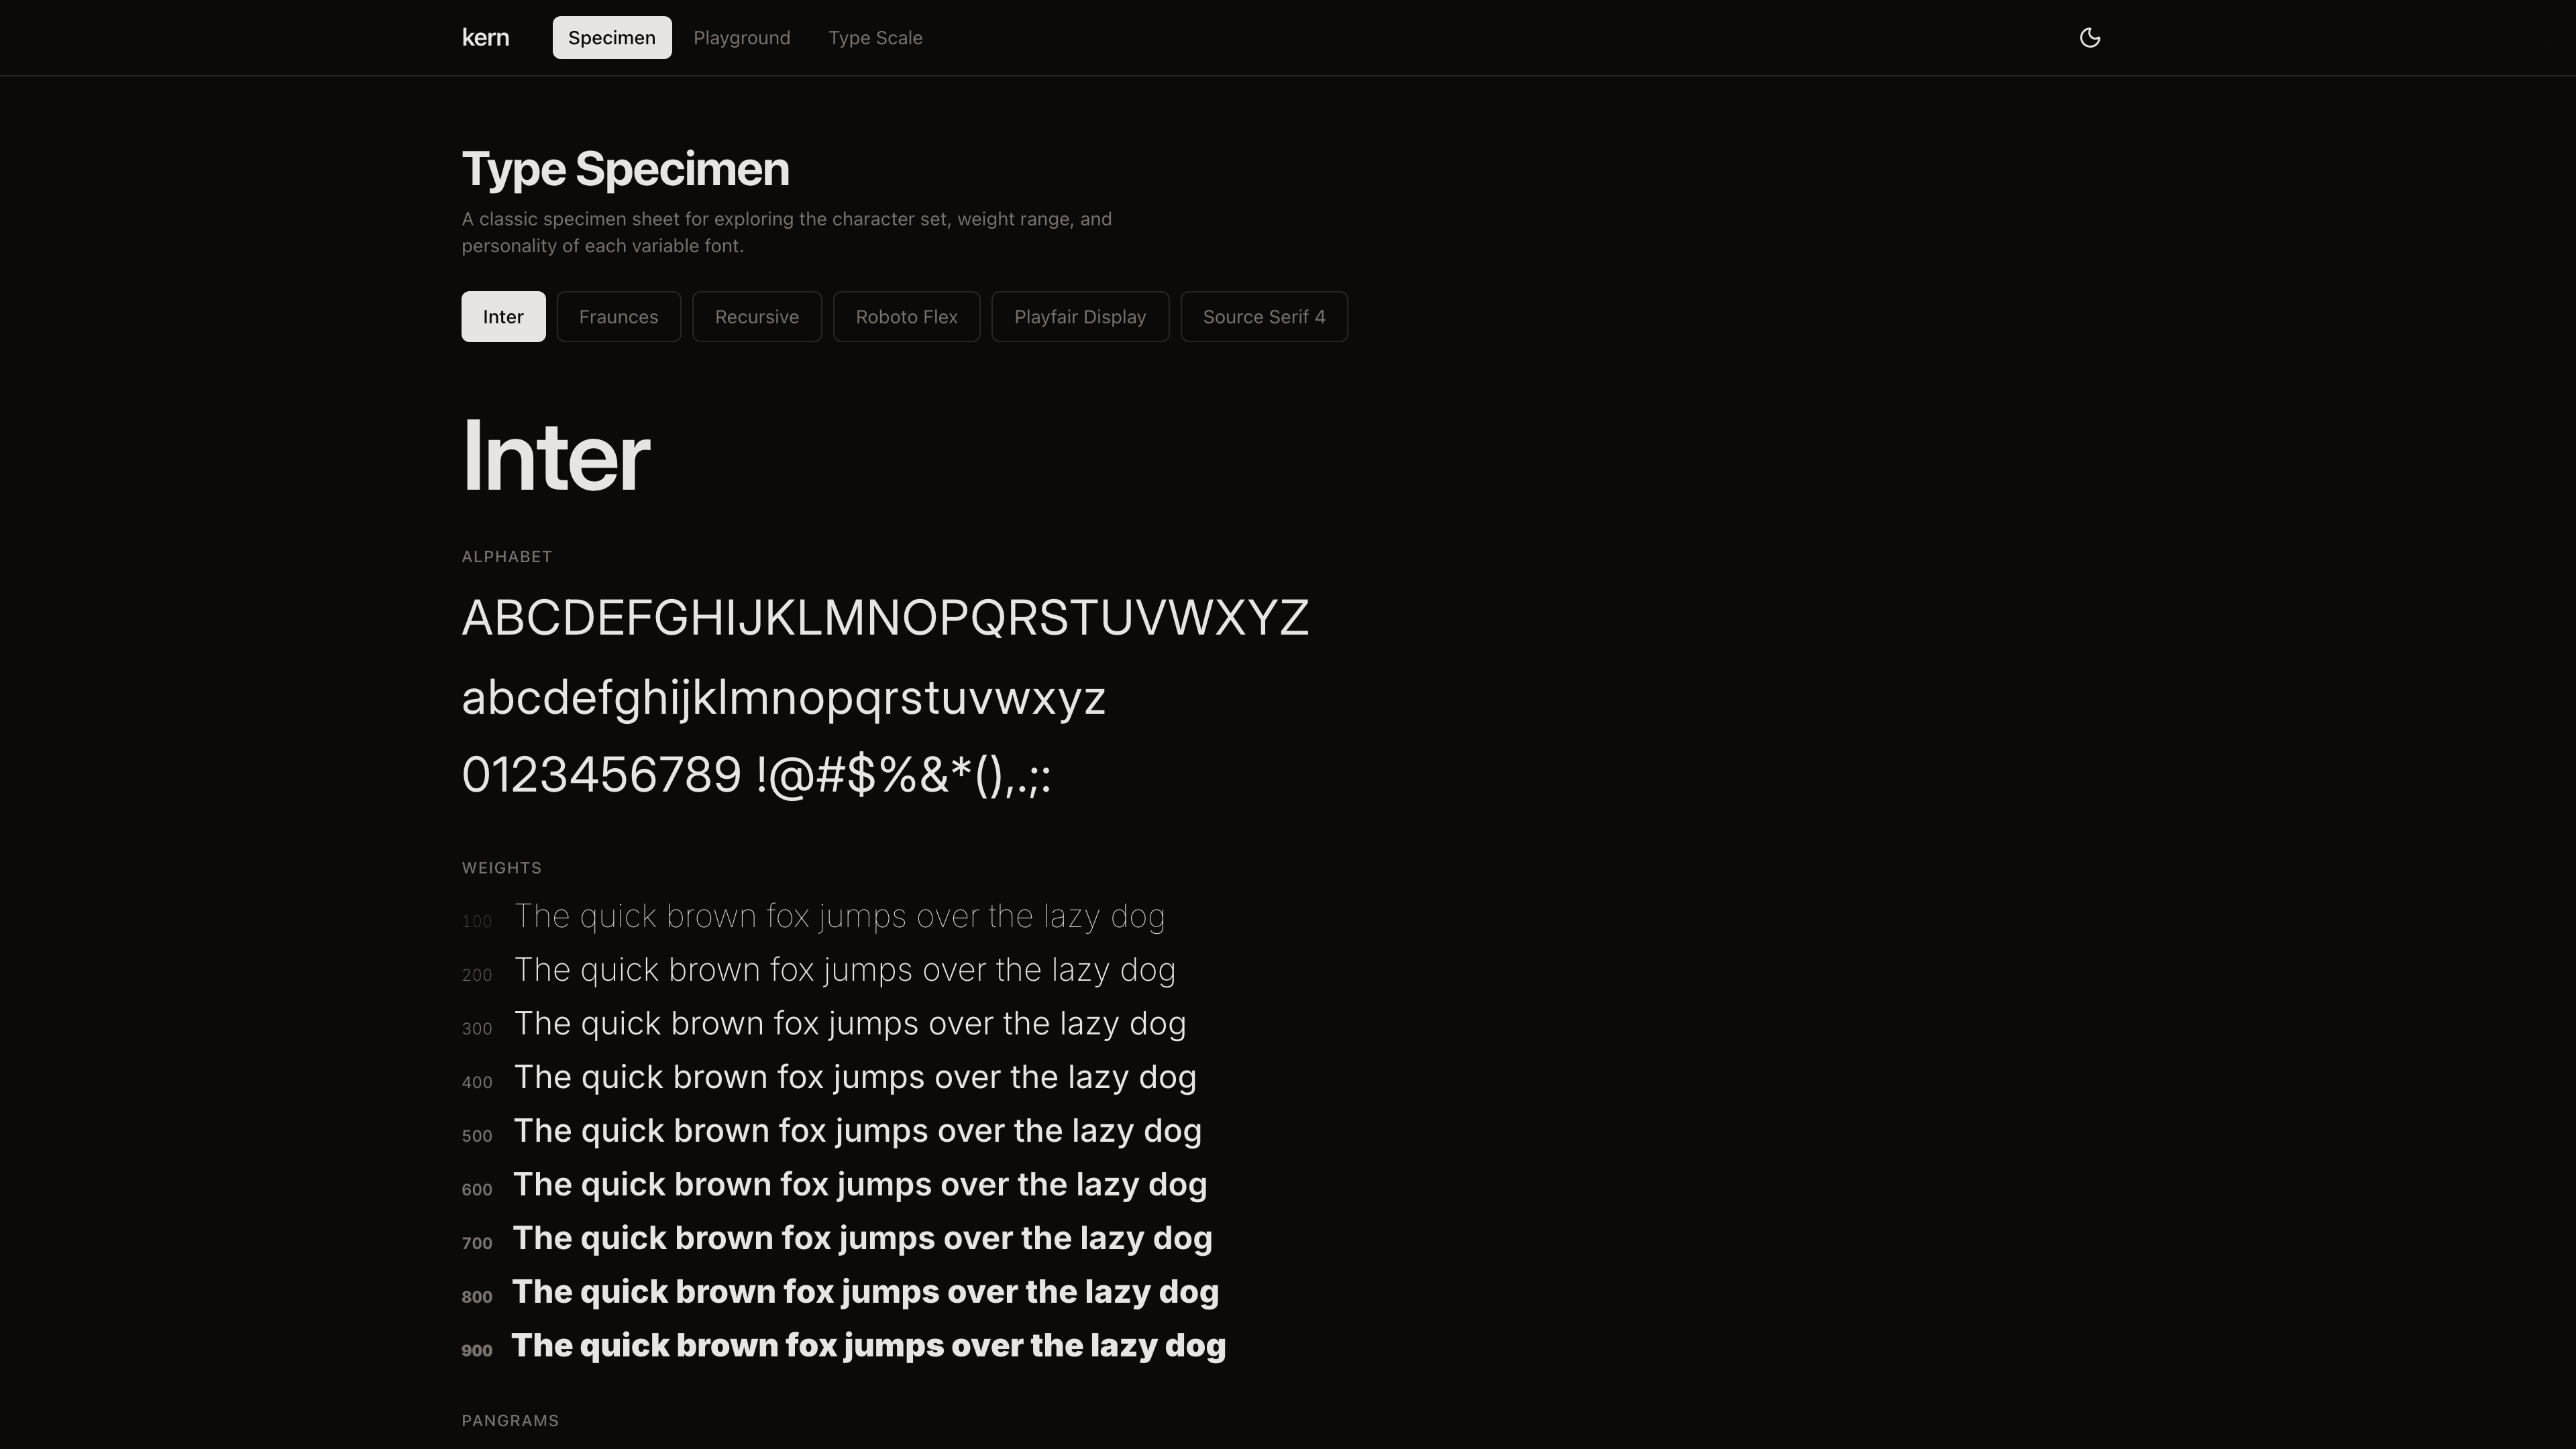 kern Specimen Playground Type Scale
Type Specimen
A classic specimen sheet for exploring the character set, weight range, and
personality of each variable font.
Inter Fraunces Recursive Roboto Flex Playfair Display Source Serif 4
Inter
ALPHABET
ABCDEFGHIJKLMNOPQRSTUVWXYZ
abcdefghijklmnopqrstuvwxyz
0123456789 !@#$%&*(),.;:
WEIGHTS
100 The quick brown fox jumps over the lazy dog
200 The quick brown fox jumps over the lazy dog
300 The quick brown fox jumps over the lazy dog
400 The quick brown fox jumps over the lazy dog
500 The quick brown fox jumps over the lazy dog
600 The quick brown fox jumps over the lazy dog
700 The quick brown fox jumps over the lazy dog
800 The quick brown fox jumps over the lazy dog
900 The quick brown fox jumps over the lazy dog
PANGRAMS